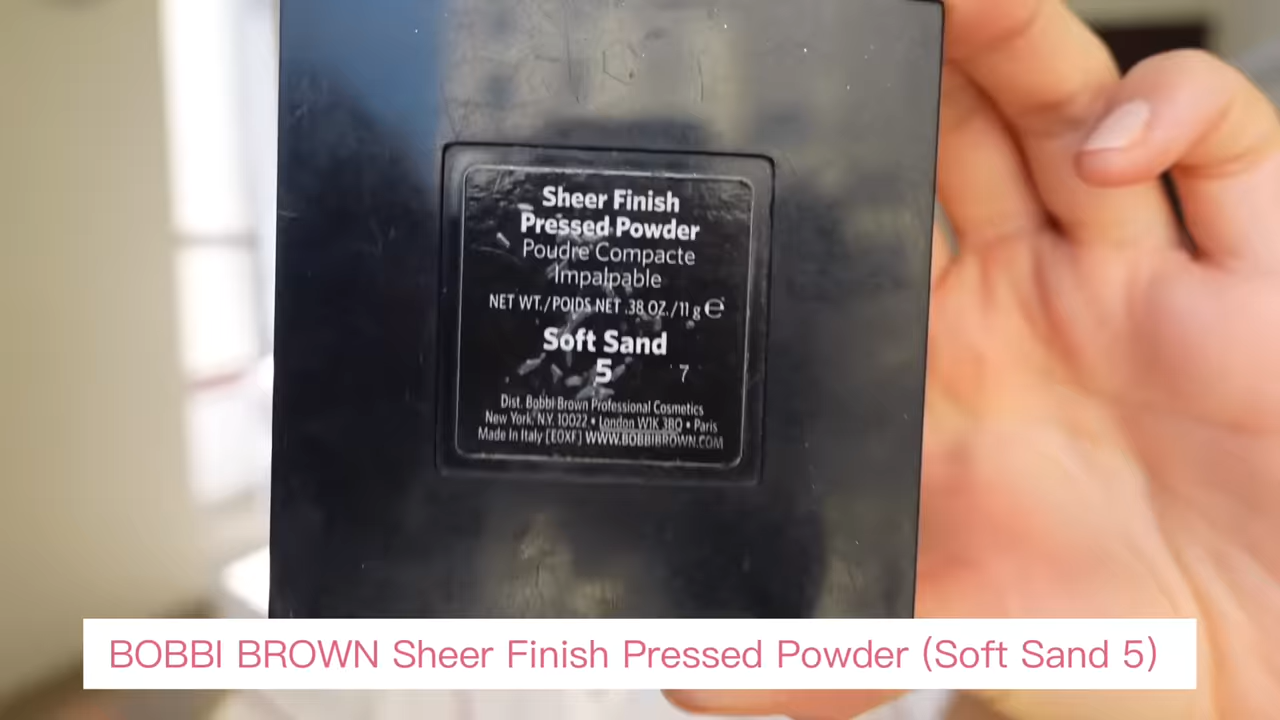 Sheer Finish
Pressed Powder
Poudre Compacte
Impalpable
NET WT./POIDS NET .38 OZ./11 g ℮
Soft Sand
5 7
Dist. Bobbi Brown Professional Cosmetics
New York, N.Y. 10022 • London W1K 3BQ • Paris
Made In Italy [EOXF] WWW.BOBBIBROWN.COM
BOBBI BROWN Sheer Finish Pressed Powder (Soft Sand 5)